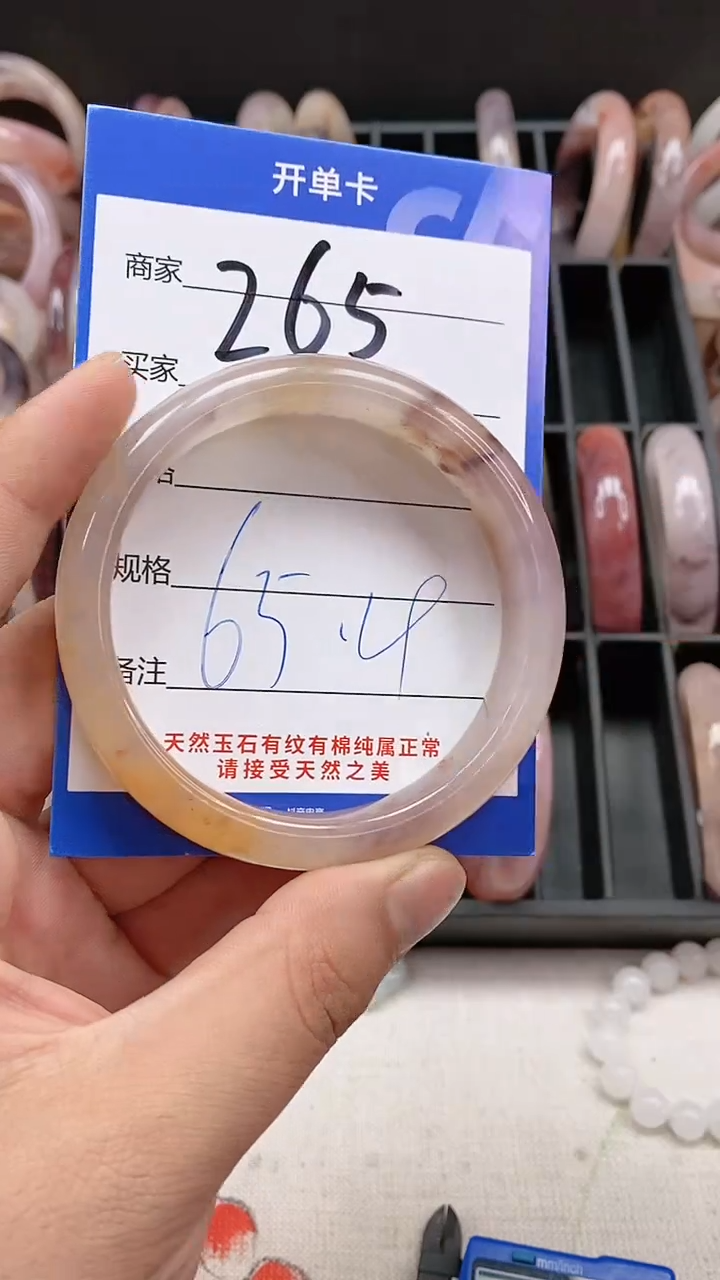 开单卡
商家 265
买家
规格
65.4
备注
天然玉石有纹有棉纯属正常
请接受天然之美
mm/inch